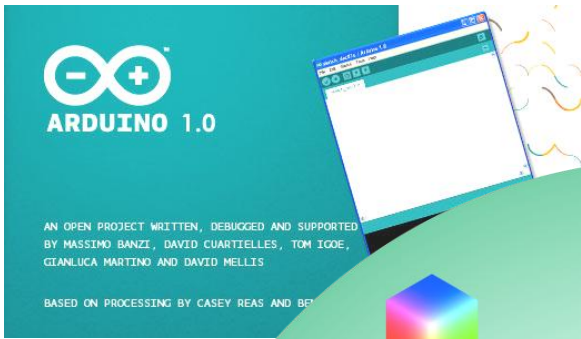 ARDUINO 1.0
AN OPEN PROJECT WRITTEN, DEBUGGED AND SUPPORTED
BY MASSIMO BANZI, DAVID CUARTIELLES, TOM IGOE,
GIANLUCA MARTINO AND DAVID MELLIS
BASED ON PROCESSING BY CASEY REAS AND